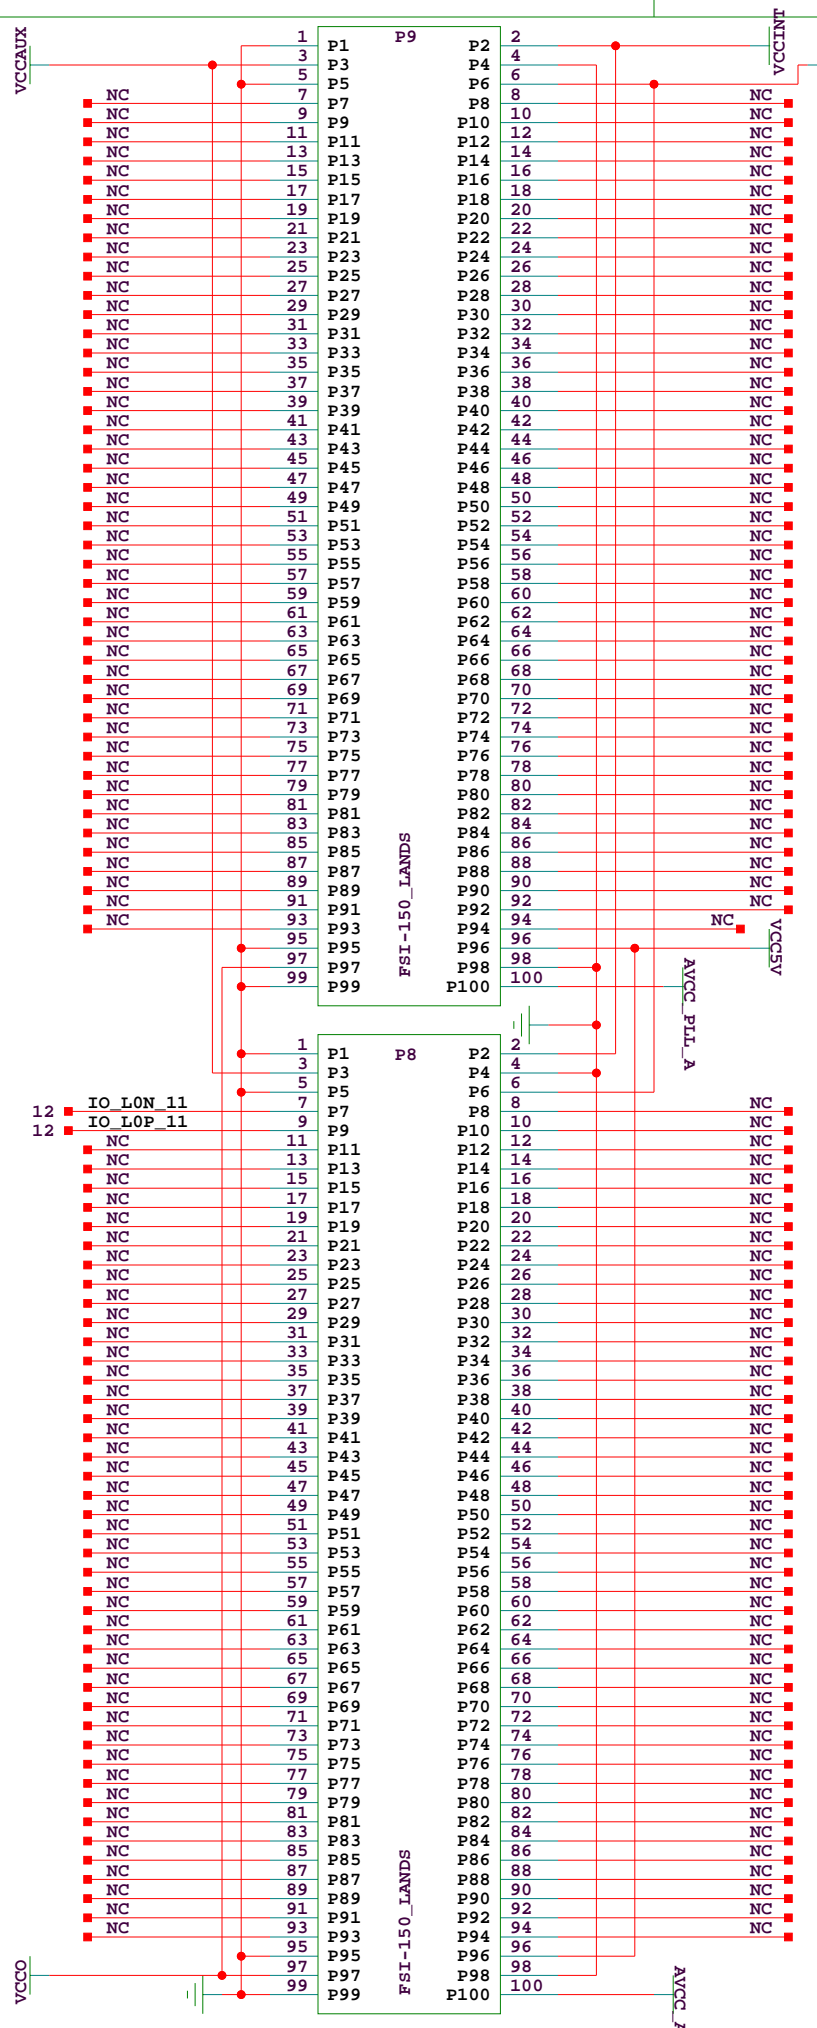 VCCAUX
VCCINT
P9
1 P1 P2 2
3 P3 P4 4
5 P5 P6 6
NC 7 P7 P8 8 NC
NC 9 P9 P10 10 NC
NC 11 P11 P12 12 NC
NC 13 P13 P14 14 NC
NC 15 P15 P16 16 NC
NC 17 P17 P18 18 NC
NC 19 P19 P20 20 NC
NC 21 P21 P22 22 NC
NC 23 P23 P24 24 NC
NC 25 P25 P26 26 NC
NC 27 P27 P28 28 NC
NC 29 P29 P30 30 NC
NC 31 P31 P32 32 NC
NC 33 P33 P34 34 NC
NC 35 P35 P36 36 NC
NC 37 P37 P38 38 NC
NC 39 P39 P40 40 NC
NC 41 P41 P42 42 NC
NC 43 P43 P44 44 NC
NC 45 P45 P46 46 NC
NC 47 P47 P48 48 NC
NC 49 P49 P50 50 NC
NC 51 P51 P52 52 NC
NC 53 P53 P54 54 NC
NC 55 P55 P56 56 NC
NC 57 P57 P58 58 NC
NC 59 P59 P60 60 NC
NC 61 P61 P62 62 NC
NC 63 P63 P64 64 NC
NC 65 P65 P66 66 NC
NC 67 P67 P68 68 NC
NC 69 P69 P70 70 NC
NC 71 P71 P72 72 NC
NC 73 P73 P74 74 NC
NC 75 P75 P76 76 NC
NC 77 P77 P78 78 NC
NC 79 P79 P80 80 NC
NC 81 P81 P82 82 NC
NC 83 P83 P84 84 NC
NC 85 P85 P86 86 NC
NC 87 P87 P88 88 NC
NC 89 P89 P90 90 NC
NC 91 P91 P92 92 NC
NC 93 P93 P94 94 NC
95 P95 P96 96
97 P97 P98 98
99 P99 P100 100
FSI-150_LANDS
VCC5V
AVCC_PLL_A
P8
1 P1 P2 2
3 P3 P4 4
5 P5 P6 6
12 IO_L0N_11 7 P7 P8 8 NC
12 IO_L0P_11 9 P9 P10 10 NC
NC 11 P11 P12 12 NC
NC 13 P13 P14 14 NC
NC 15 P15 P16 16 NC
NC 17 P17 P18 18 NC
NC 19 P19 P20 20 NC
NC 21 P21 P22 22 NC
NC 23 P23 P24 24 NC
NC 25 P25 P26 26 NC
NC 27 P27 P28 28 NC
NC 29 P29 P30 30 NC
NC 31 P31 P32 32 NC
NC 33 P33 P34 34 NC
NC 35 P35 P36 36 NC
NC 37 P37 P38 38 NC
NC 39 P39 P40 40 NC
NC 41 P41 P42 42 NC
NC 43 P43 P44 44 NC
NC 45 P45 P46 46 NC
NC 47 P47 P48 48 NC
NC 49 P49 P50 50 NC
NC 51 P51 P52 52 NC
NC 53 P53 P54 54 NC
NC 55 P55 P56 56 NC
NC 57 P57 P58 58 NC
NC 59 P59 P60 60 NC
NC 61 P61 P62 62 NC
NC 63 P63 P64 64 NC
NC 65 P65 P66 66 NC
NC 67 P67 P68 68 NC
NC 69 P69 P70 70 NC
NC 71 P71 P72 72 NC
NC 73 P73 P74 74 NC
NC 75 P75 P76 76 NC
NC 77 P77 P78 78 NC
NC 79 P79 P80 80 NC
NC 81 P81 P82 82 NC
NC 83 P83 P84 84 NC
NC 85 P85 P86 86 NC
NC 87 P87 P88 88 NC
NC 89 P89 P90 90 NC
NC 91 P91 P92 92 NC
NC 93 P93 P94 94 NC
95 P95 P96 96
97 P97 P98 98
99 P99 P100 100
FSI-150_LANDS
VCCO